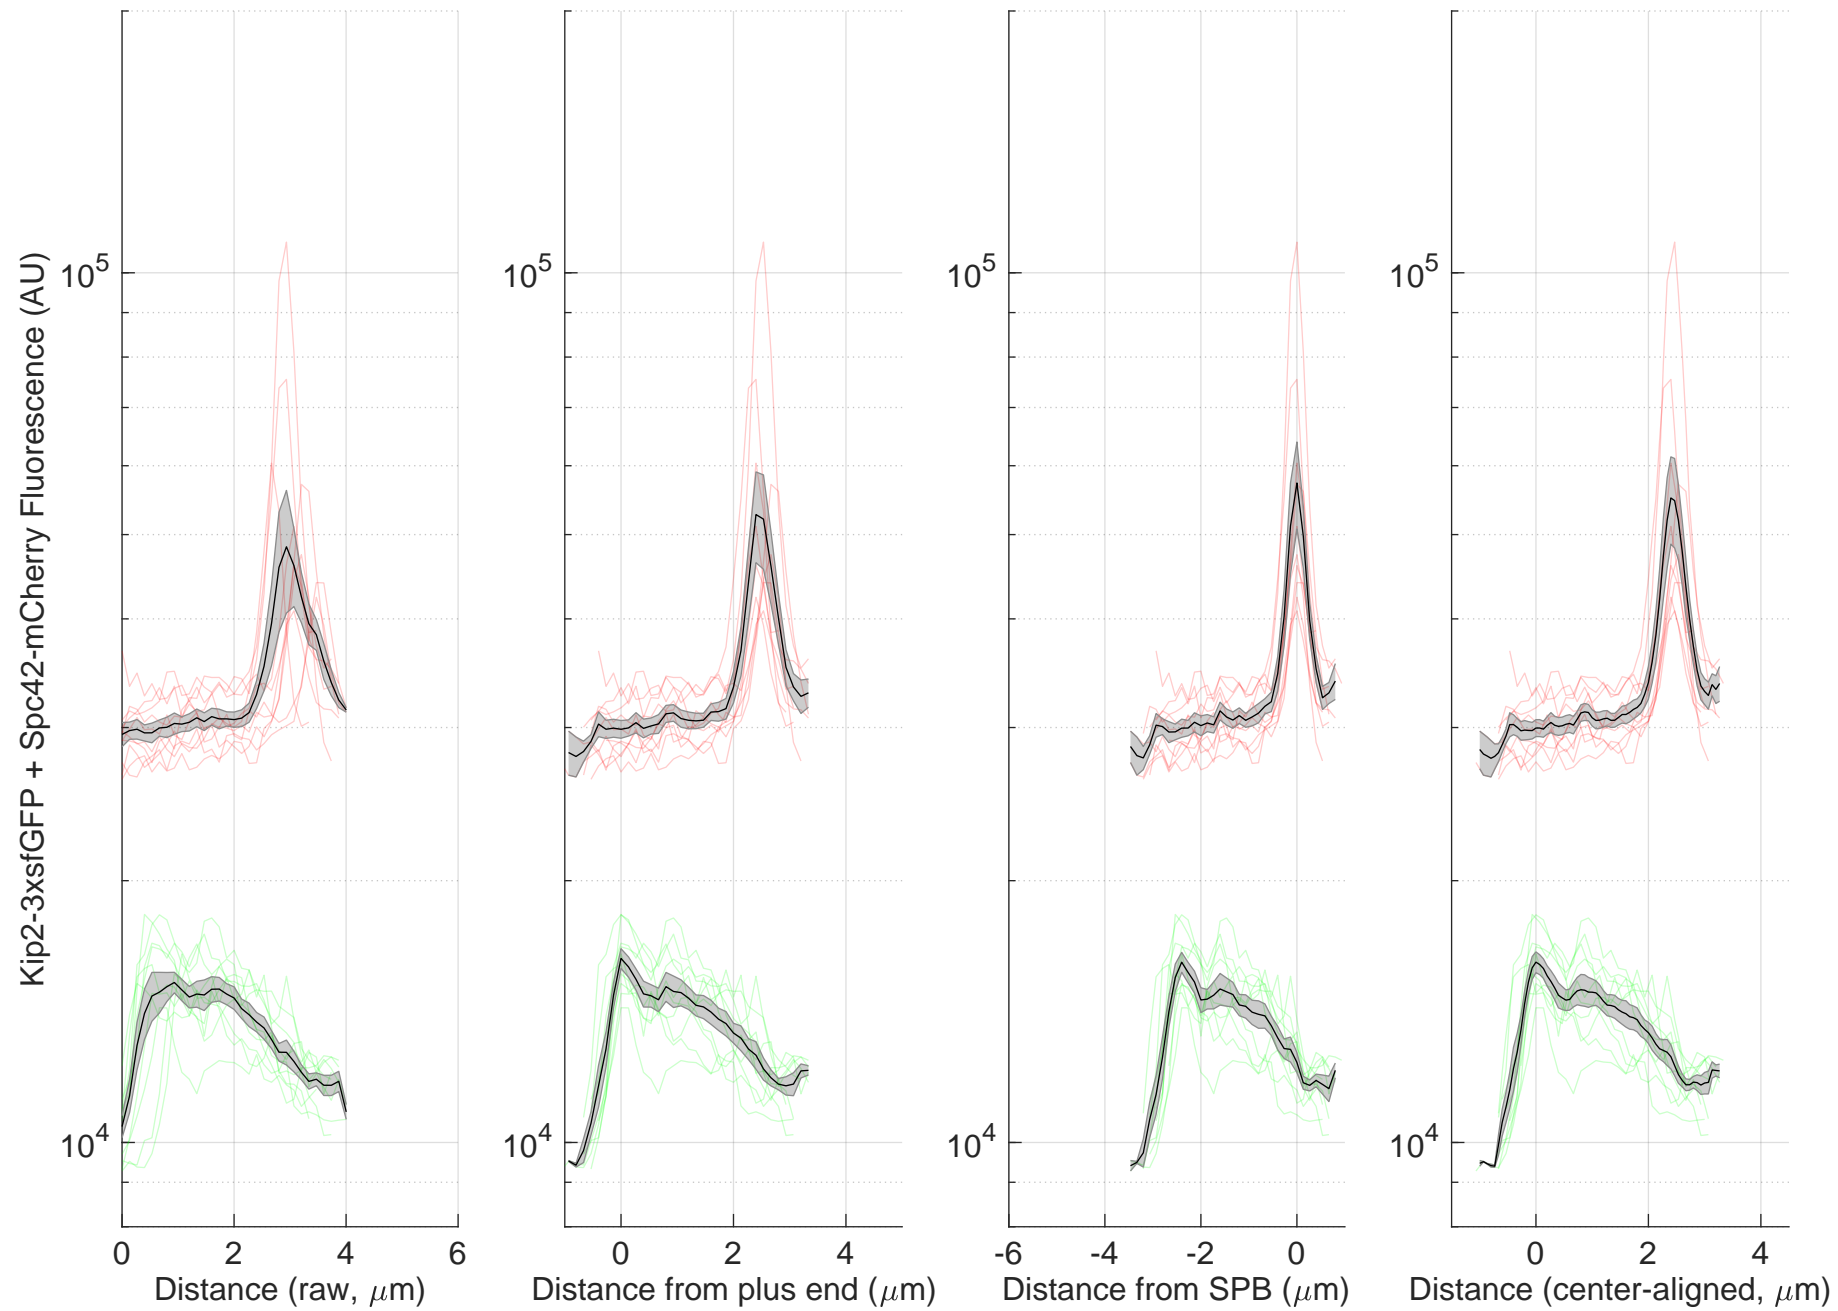 Kip2-3xsfGFP + Spc42-mCherry Fluorescence (AU)
10^5
10^4
0 2 4 6
Distance (raw, μm)
10^5
10^4
0 2 4
Distance from plus end (μm)
10^5
10^4
-6 -4 -2 0
Distance from SPB (μm)
10^5
10^4
0 2 4
Distance (center-aligned, μm)